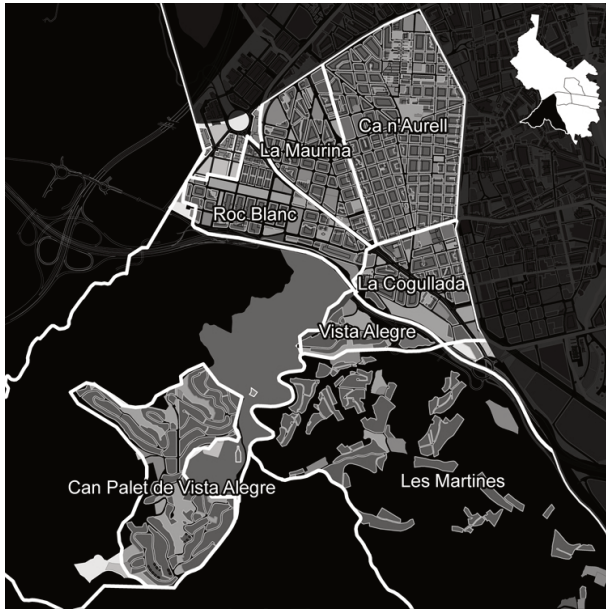 Ca n'Aurell
La Maurina
Roc Blanc
La Cogullada
Vista Alegre
Can Palet de Vista Alegre
Les Martines